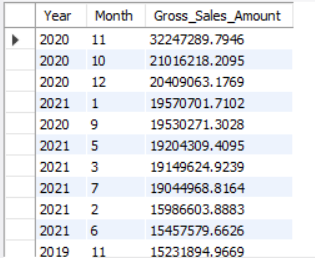 Year Month Gross_Sales_Amount
2020 11 32247289.7946
2020 10 21016218.2095
2020 12 20409063.1769
2021 1 19570701.7102
2020 9 19530271.3028
2021 5 19204309.4095
2021 3 19149624.9239
2021 7 19044968.8164
2021 2 15986603.8883
2021 6 15457579.6626
2019 11 15231894.9669